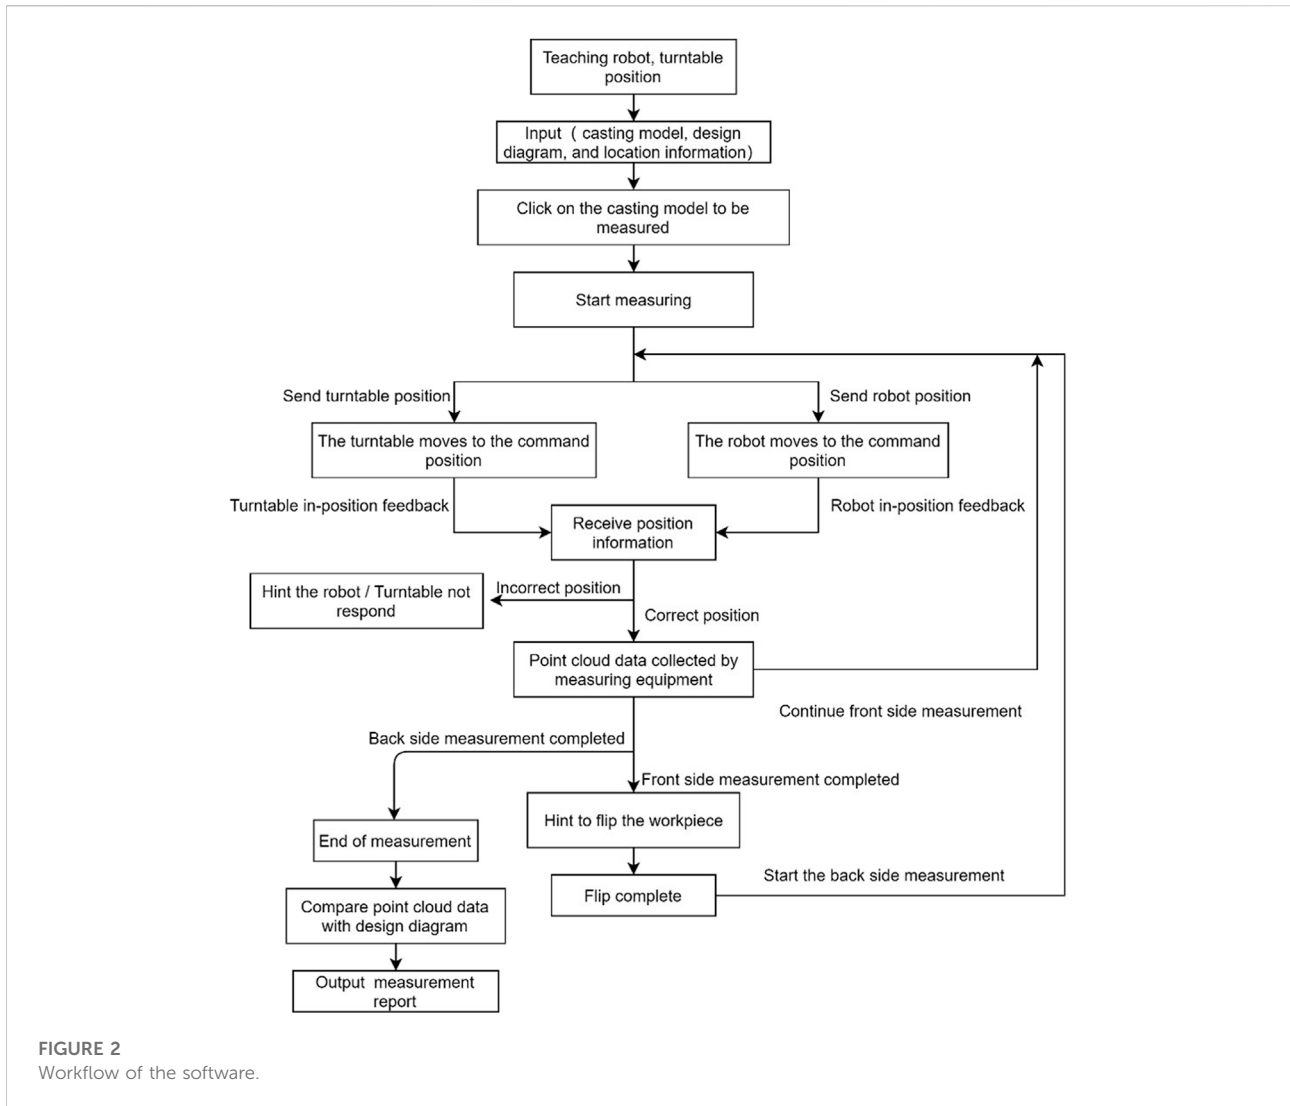 Teaching robot, turntable
position
Input ( casting model, design
diagram, and location information)
Click on the casting model to be
measured
Start measuring
Send turntable position
Send robot position
The turntable moves to the command
position
The robot moves to the command
position
Turntable in-position feedback
Robot in-position feedback
Receive position
information
Hint the robot / Turntable not
respond
Incorrect position
Correct position
Point cloud data collected by
measuring equipment
Continue front side measurement
Back side measurement completed
Front side measurement completed
Hint to flip the workpiece
End of measurement
Start the back side measurement
Flip complete
Compare point cloud data
with design diagram
Output measurement
report
FIGURE 2
Workflow of the software.